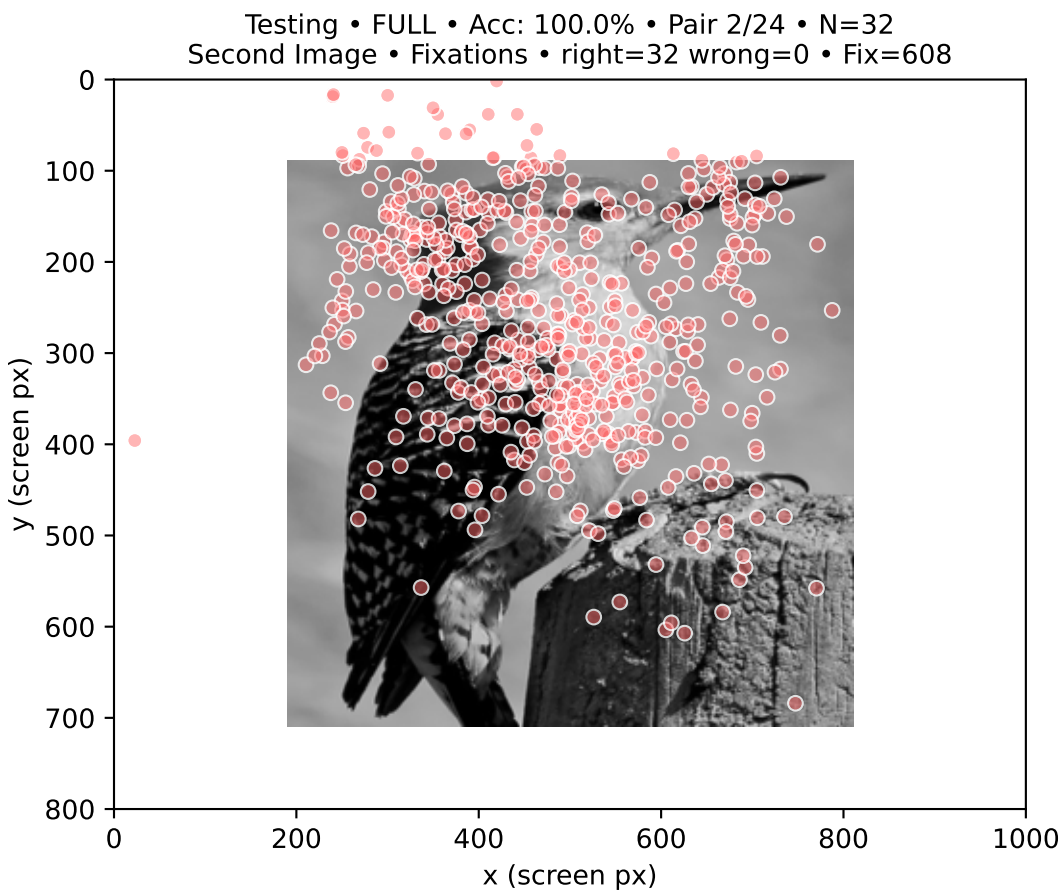 Testing • FULL • Acc: 100.0% • Pair 2/24 • N=32
Second Image • Fixations • right=32 wrong=0 • Fix=608
0
100
200
300
400
500
600
700
800
y (screen px)
0 200 400 600 800 1000
x (screen px)